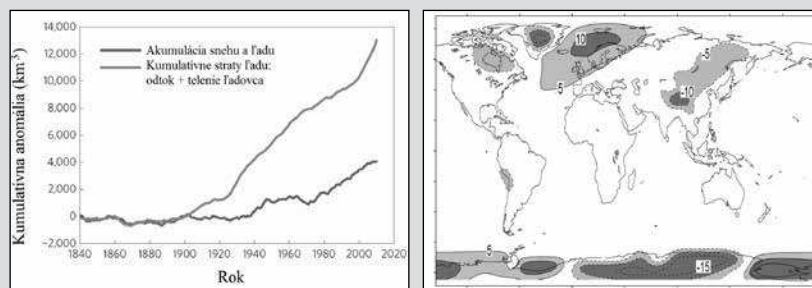 Kumulatívna anomália (km³)
14,000
12,000
10,000
8,000
6,000
4,000
2,000
0
−2,000
Akumulácia snehu a ľadu
Kumulatívne straty ľadu:
odtok + telenie ľadovca
1840 1860 1880 1900 1920 1940 1960 1980 2000 2020
Rok
10
5
-5
-10
5
-15